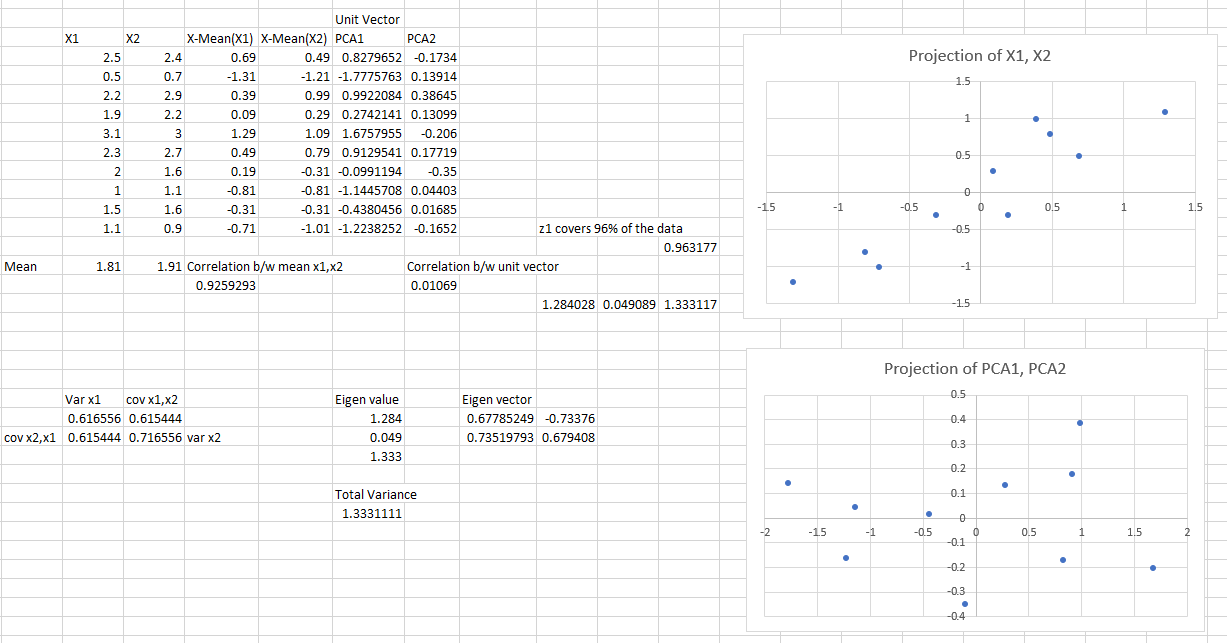 Unit Vector
X1 X2 X-Mean(X1) X-Mean(X2) PCA1 PCA2
2.5 2.4 0.69 0.49 0.8279652 -0.1734
0.5 0.7 -1.31 -1.21 -1.7775763 0.13914
2.2 2.9 0.39 0.99 0.9922084 0.38645
1.9 2.2 0.09 0.29 0.2742141 0.13099
3.1 3 1.29 1.09 1.6757955 -0.206
2.3 2.7 0.49 0.79 0.9129541 0.17719
2 1.6 0.19 -0.31 -0.0991194 -0.35
1 1.1 -0.81 -0.81 -1.1445708 0.04403
1.5 1.6 -0.31 -0.31 -0.4380456 0.01685
1.1 0.9 -0.71 -1.01 -1.2238252 -0.1652 z1 covers 96% of the data
0.963177
Mean 1.81 1.91 Correlation b/w mean x1,x2 Correlation b/w unit vector
0.9259293 0.01069
1.284028 0.049089 1.333117
Var x1 cov x1,x2 Eigen value Eigen vector
0.616556 0.615444 1.284 0.67785249 -0.73376
cov x2,x1 0.615444 0.716556 var x2 0.049 0.73519793 0.679408
1.333
Total Variance
1.3331111
Projection of X1, X2
1.5
1
0.5
0
-1.5 -1 -0.5 0 0.5 1 1.5
-0.5
-1
-1.5
Projection of PCA1, PCA2
0.5
0.4
0.3
0.2
0.1
0
-2 -1.5 -1 -0.5 0 0.5 1 1.5 2
-0.1
-0.2
-0.3
-0.4